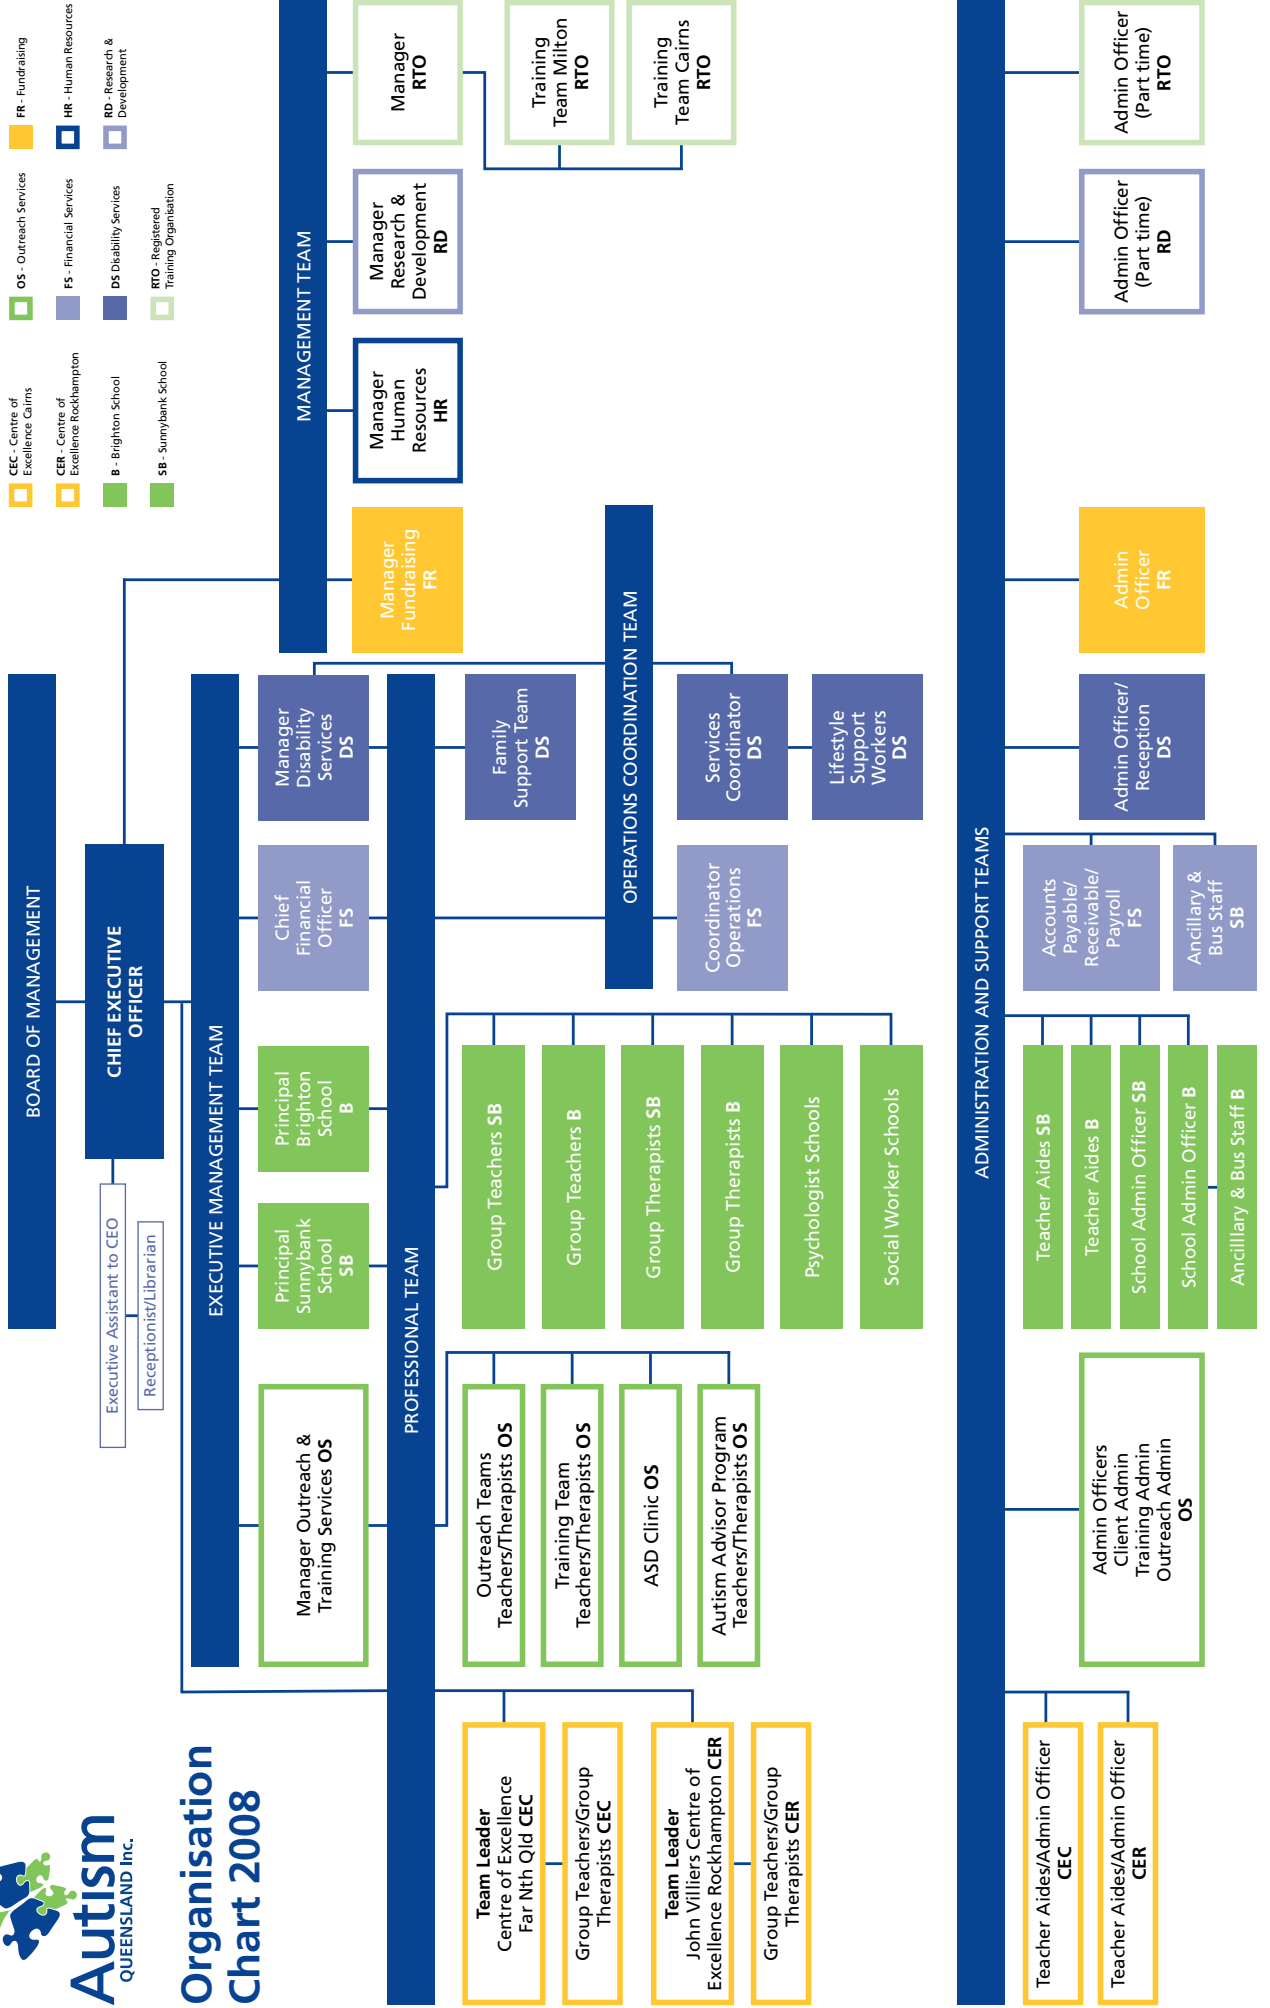 Autism
QUEENSLAND Inc.
Organisation
Chart 2008
BOARD OF MANAGEMENT
CHIEF EXECUTIVE
OFFICER
Executive Assistant to CEO
Receptionist/Librarian
CEC - Centre of
Excellence Cairns
CER - Centre of
Excellence Rockhampton
B - Brighton School
SB - Sunnybank School
OS - Outreach Services
FS - Financial Services
DS Disability Services
RTO - Registered
Training Organisation
FR - Fundraising
HR - Human Resources
RD - Research &
Development
EXECUTIVE MANAGEMENT TEAM
MANAGEMENT TEAM
Manager Outreach &
Training Services OS
Principal
Sunnybank
School
SB
Principal
Brighton
School
B
Chief
Financial
Officer
FS
Manager
Disability
Services
DS
Manager
Fundraising
FR
Manager
Human
Resources
HR
Manager
Research &
Development
RD
Manager
RTO
Training
Team Milton
RTO
Training
Team Cairns
RTO
PROFESSIONAL TEAM
Team Leader
Centre of Excellence
Far Nth Qld CEC
Group Teachers/Group
Therapists CEC
Team Leader
John Villiers Centre of
Excellence Rockhampton CER
Group Teachers/Group
Therapists CER
Outreach Teams
Teachers/Therapists OS
Training Team
Teachers/Therapists OS
ASD Clinic OS
Autism Advisor Program
Teachers/Therapists OS
Group Teachers SB
Group Teachers B
Group Therapists SB
Group Therapists B
Psychologist Schools
Social Worker Schools
Family
Support Team
DS
OPERATIONS COORDINATION TEAM
Coordinator
Operations
FS
Services
Coordinator
DS
Lifestyle
Support
Workers
DS
ADMINISTRATION AND SUPPORT TEAMS
Teacher Aides/Admin Officer
CEC
Teacher Aides/Admin Officer
CER
Admin Officers
Client Admin
Training Admin
Outreach Admin
OS
Teacher Aides SB
Teacher Aides B
School Admin Officer SB
School Admin Officer B
Ancilllary & Bus Staff B
Accounts
Payable/
Receivable/
Payroll
FS
Ancillary &
Bus Staff
SB
Admin Officer/
Reception
DS
Admin
Officer
FR
Admin Officer
(Part time)
RD
Admin Officer
(Part time)
RTO